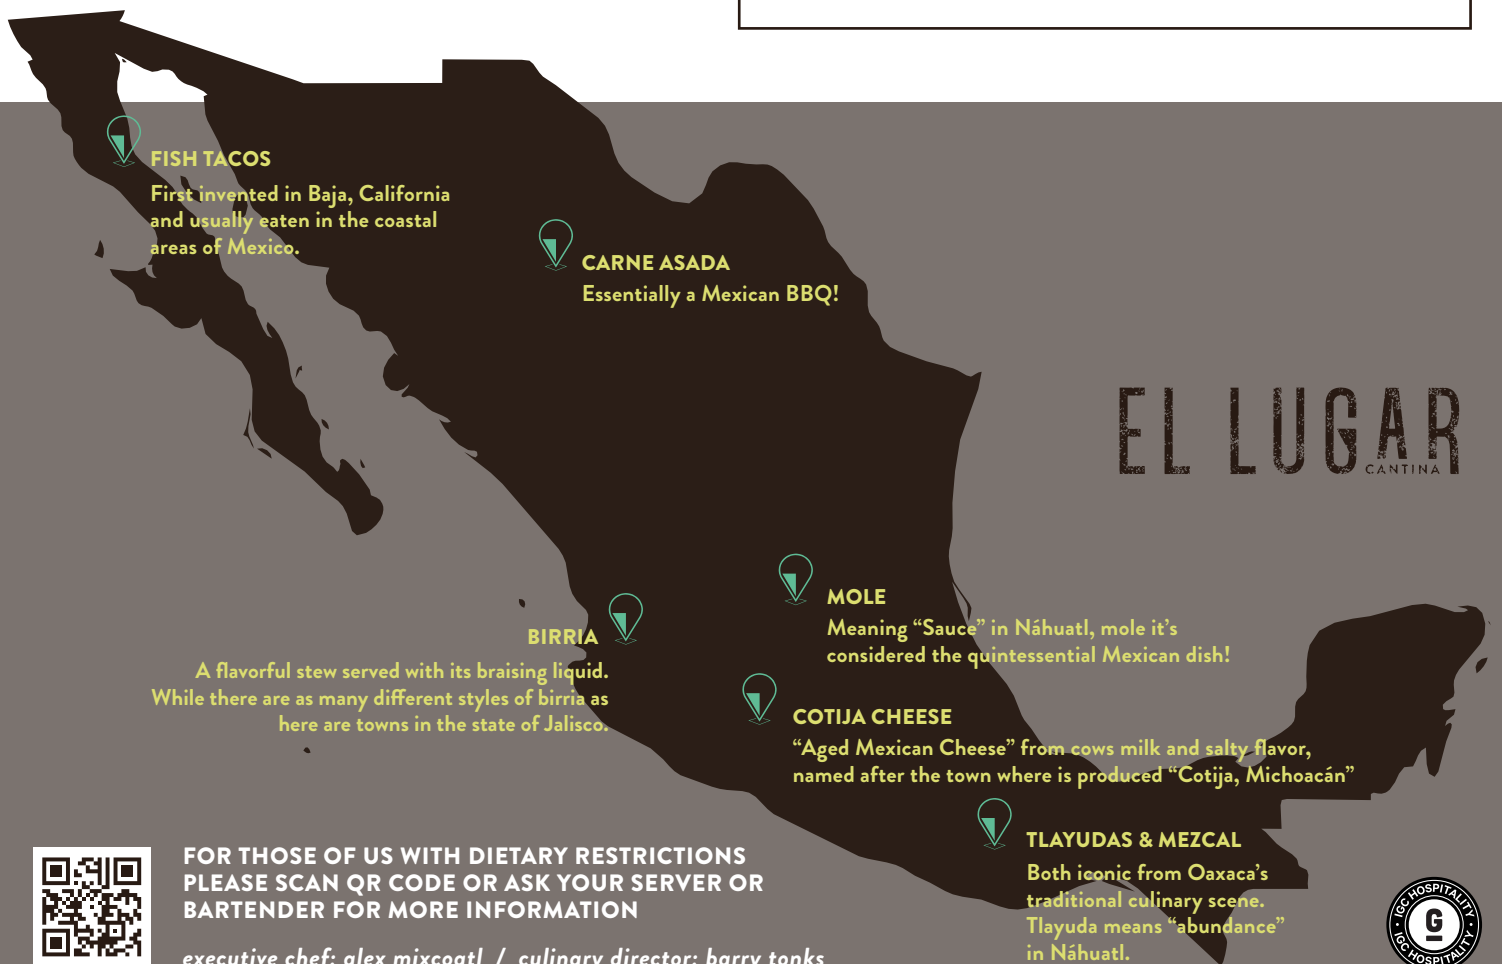 FISH TACOS
First invented in Baja, California
and usually eaten in the coastal
areas of Mexico.
CARNE ASADA
Essentially a Mexican BBQ!
EL LUGAR
CANTINA
MOLE
Meaning “Sauce” in Náhuatl, mole it’s
considered the quintessential Mexican dish!
BIRRIA
A flavorful stew served with its braising liquid.
While there are as many different styles of birria as
here are towns in the state of Jalisco.
COTIJA CHEESE
“Aged Mexican Cheese” from cows milk and salty flavor,
named after the town where is produced “Cotija, Michoacán”
TLAYUDAS & MEZCAL
Both iconic from Oaxaca’s
traditional culinary scene.
Tlayuda means “abundance”
in Náhuatl.
FOR THOSE OF US WITH DIETARY RESTRICTIONS
PLEASE SCAN QR CODE OR ASK YOUR SERVER OR
BARTENDER FOR MORE INFORMATION
executive chef: alex mixcoatl / culinary director: barry tonks
IGC HOSPITALITY
G
IGC HOSPITALITY